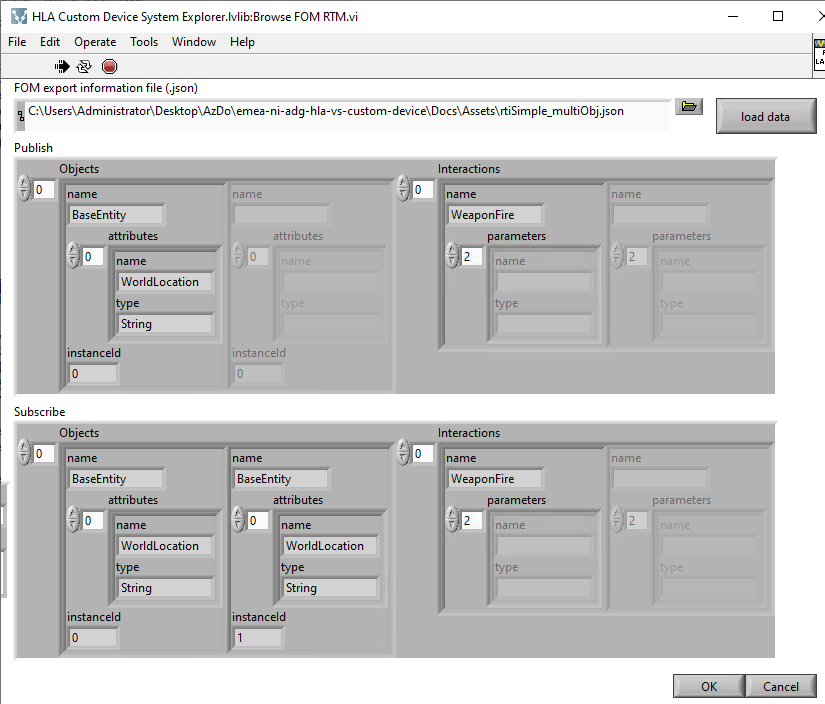 HLA Custom Device System Explorer.lvlib:Browse FOM RTM.vi
File Edit Operate Tools Window Help
FOM export information file (.json)
C:\Users\Administrator\Desktop\AzDo\emea-ni-adg-hla-vs-custom-device\Docs\Assets\rtiSimple_multiObj.json
load data
Publish
Objects Interactions
0 name name 0 name name
BaseEntity WeaponFire
attributes attributes parameters parameters
0 name 0 name 2 name 2 name
WorldLocation
type type type type
String
instanceId instanceId
0 0
Subscribe
Objects Interactions
0 name name 0 name name
BaseEntity BaseEntity WeaponFire
attributes attributes parameters parameters
0 name 0 name 2 name 2 name
WorldLocation WorldLocation
type type type type
String String
instanceId instanceId
0 1
OK Cancel